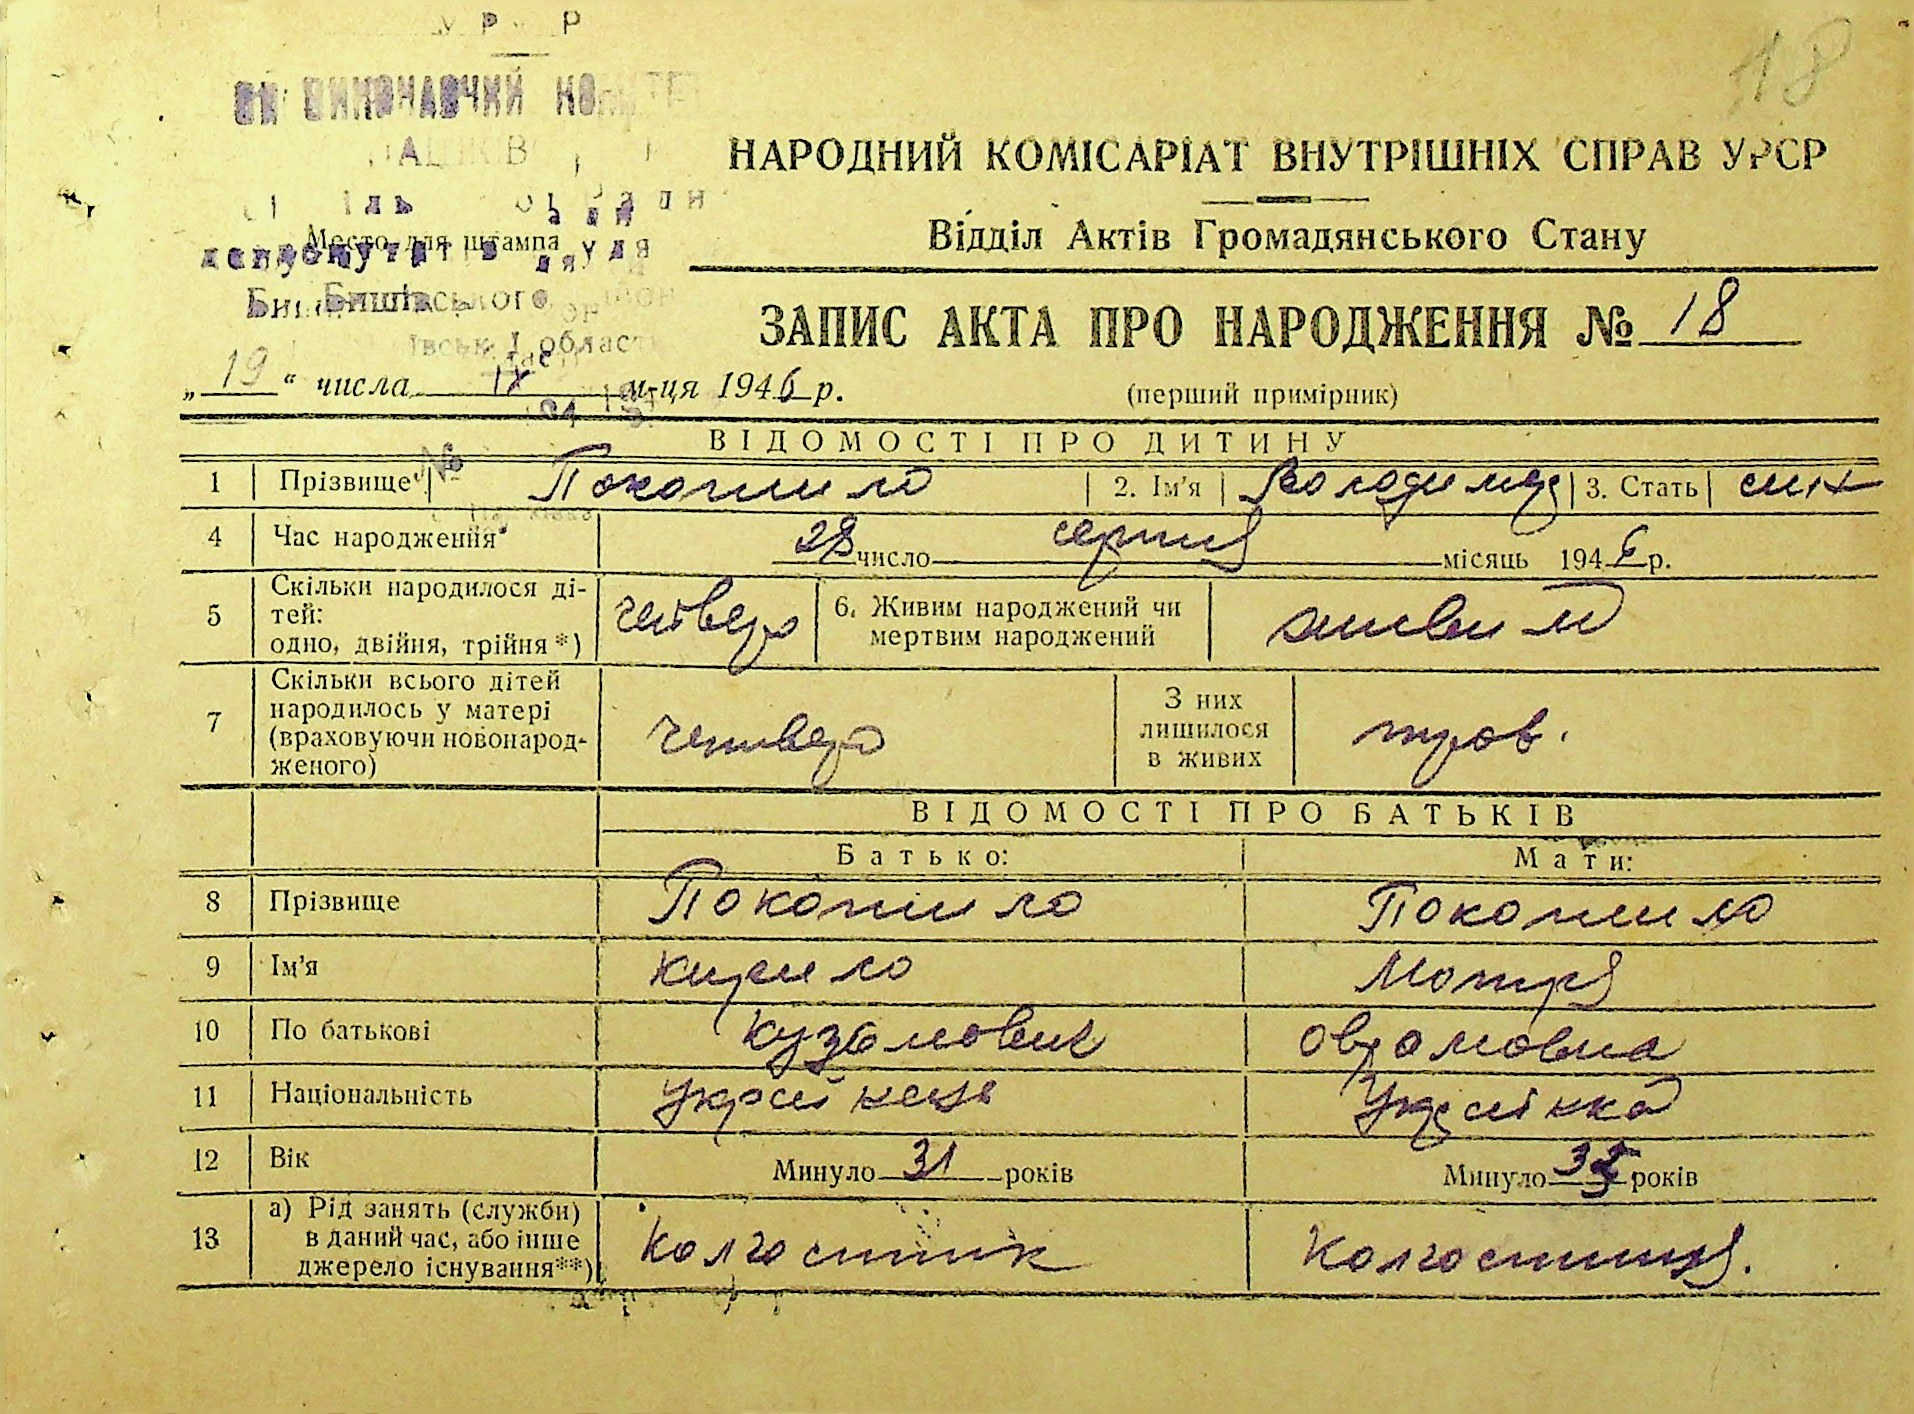 18
НАРОДНИЙ КОМІСАРІАТ ВНУТРІШНІХ СПРАВ УРСР
Відділ Актів Громадянського Стану
Место для штампа
Бишівського
ЗАПИС АКТА ПРО НАРОДЖЕННЯ № 18
„19“ числа IX м-ця 1946 р.
(перший примірник)
ВІДОМОСТІ ПРО ДИТИНУ
1 Прізвище Покотило 2. Ім'я Володимир 3. Стать син
4 Час народження 28 число серпня місяць 1946 р.
5 Скільки народилося дітей: одно, двійня, трійня*) четверо 6. Живим народжений чи мертвим народжений живим
7 Скільки всього дітей народилось у матері (враховуючи новонародженого) четверо З них лишилося в живих
ВІДОМОСТІ ПРО БАТЬКІВ
Батько: Мати:
8 Прізвище Покотило Покотило
9 Ім'я Кирило Мотря
10 По батькові Кузьмович Оврамовна
11 Національність Українець Українка
12 Вік Минуло 31 років Минуло років
13 а) Рід занять (служби) в даний час, або інше джерело існування**) Колгоспник Колгоспниця.